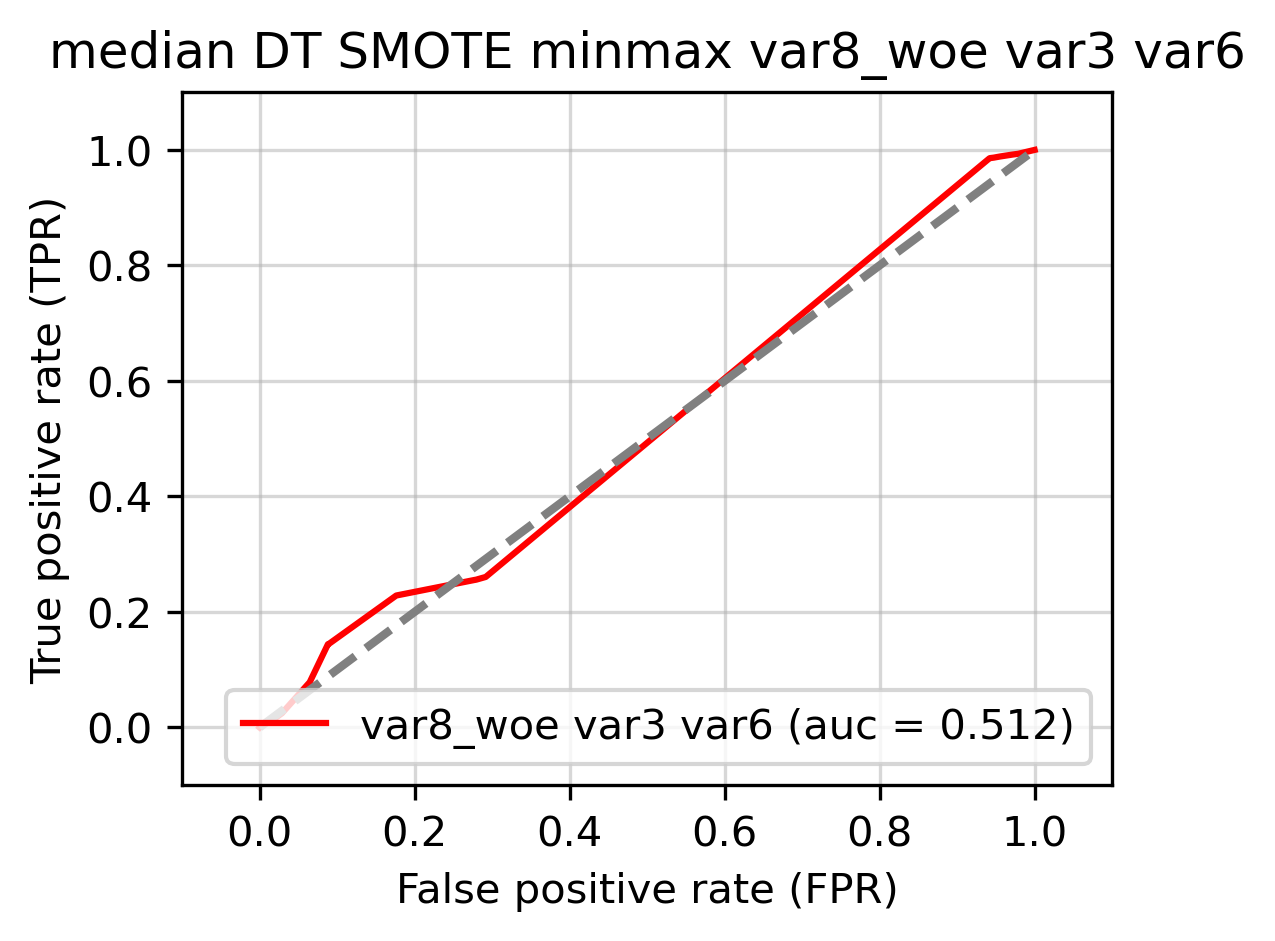 median DT SMOTE minmax var8_woe var3 var6
True positive rate (TPR)
1.0
0.8
0.6
0.4
0.2
0.0
var8_woe var3 var6 (auc = 0.512)
0.0 0.2 0.4 0.6 0.8 1.0
False positive rate (FPR)